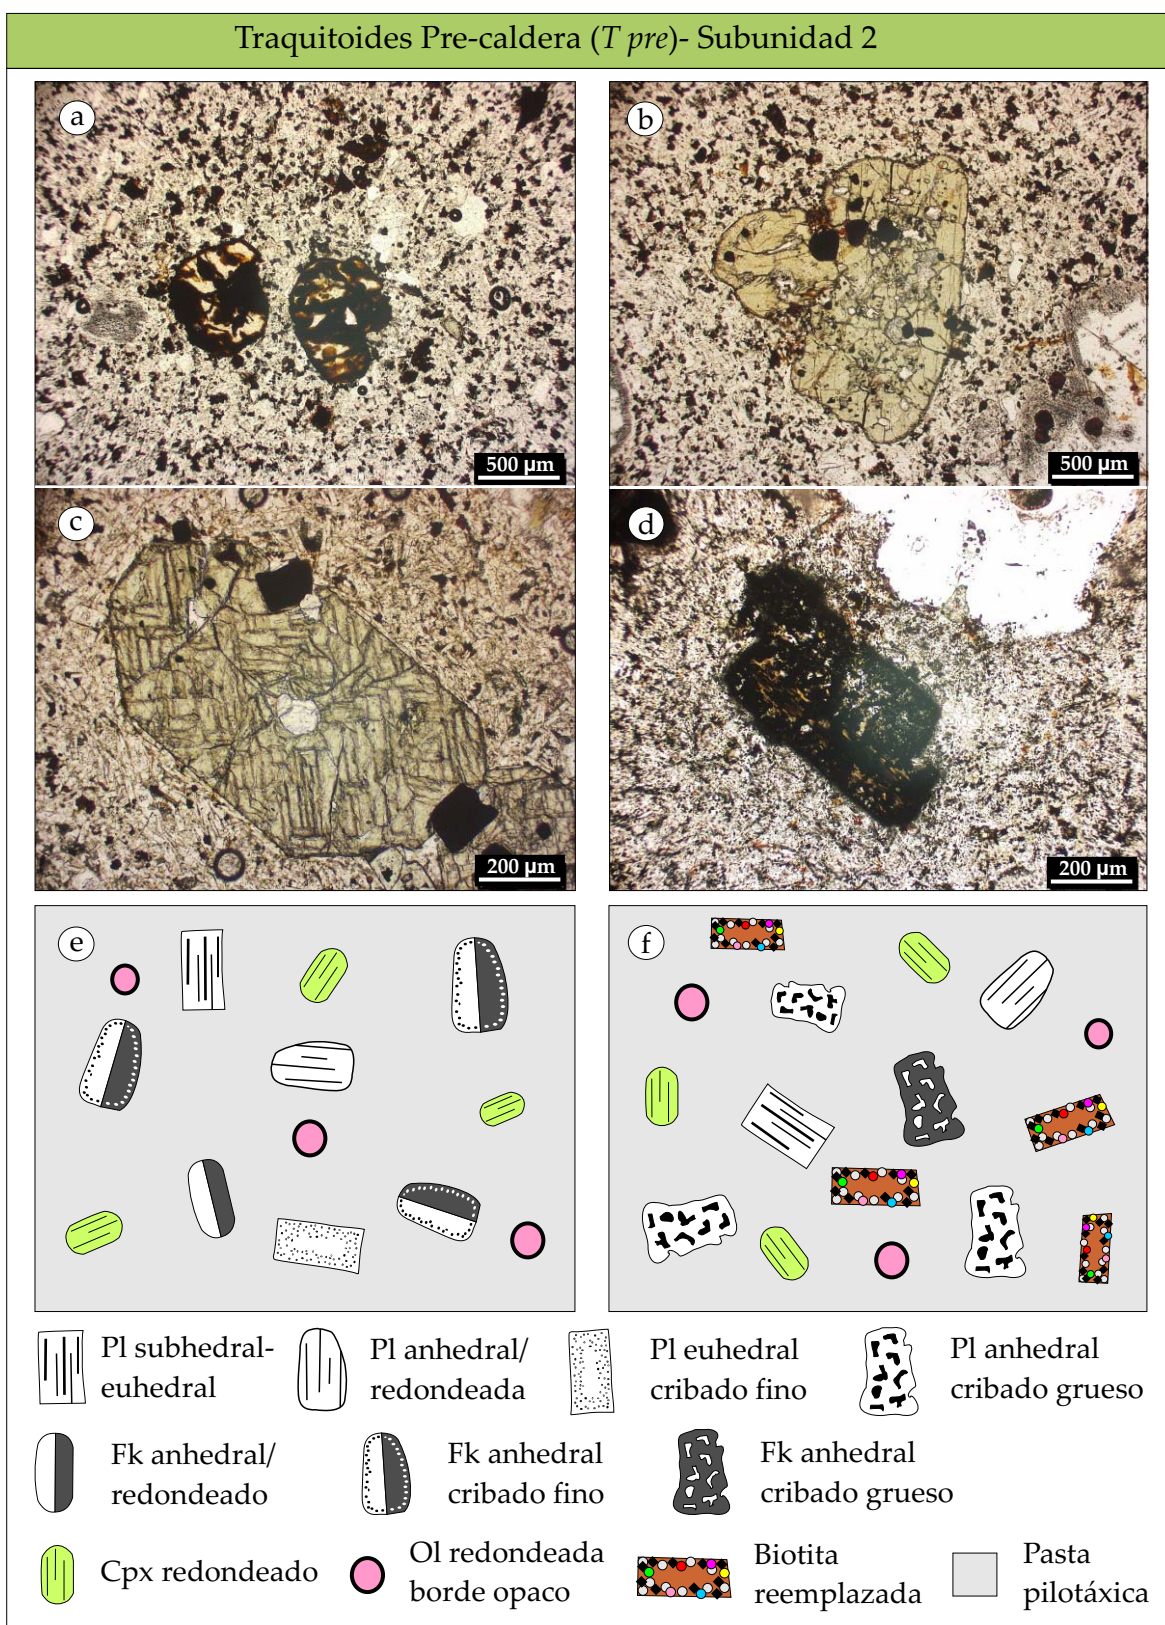 Traquitoides Pre-caldera (T pre)- Subunidad 2
a
b
500 µm
500 µm
c
d
200 µm
200 µm
e
f
Pl subhedral-
euhedral
Pl anhedral/
redondeada
Pl euhedral
cribado fino
Pl anhedral
cribado grueso
Fk anhedral/
redondeado
Fk anhedral
cribado fino
Fk anhedral
cribado grueso
Cpx redondeado
Ol redondeada
borde opaco
Biotita
reemplazada
Pasta
pilotáxica